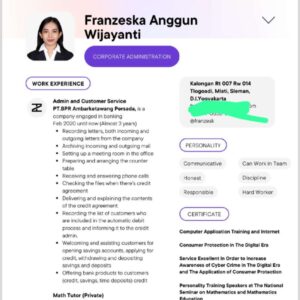 Franzeska Anggun
Wijayanti
CORPORATE ADMINISTRATION
WORK EXPERIENCE
Admin and Customer Service
PT.BPR Ambarketawang Persada, is a
company engaged in banking
Feb 2020 until now (Almost 3 years)
Recording letters, both incoming and
outgoing letters from the company
Archiving incoming and outgoing mail
Setting up a meeting room in the office
Preparing and arranging the counter
table
Receiving and answering phone calls
Checking the files when there's credit
agreement
Delivering and explaining the contents
of the credit agreement
Recording the list of customers who
are included in the automatic debit
process and informing it to the credit
admin.
Welcoming and assisting customers for
opening accounts, applying for
credit, withdrawing and depositing
savings and deposits
Offering bank products to customers
(credit, savings, time deposits) credit
Math Tutor (Private)
Kalongan Rt 007 Rw 014
Tlogoadi, Mlati, Sleman,
D.I.Yogyakarta
@franzesk
PERSONALITY
Communicative
Can Work in Team
Honest
Discipline
Responsible
Hard Worker
CERTIFICATE
Computer Application Training and Internet
Consumer Protection in The Digital Era
Service Excellent in Order to Increase
Awareness of Cyber Crime in The Digital Era
and The Application of Consumer Protection
Personality Training Speakers at The National
Seminar on Mathematics and Mathematics
Education